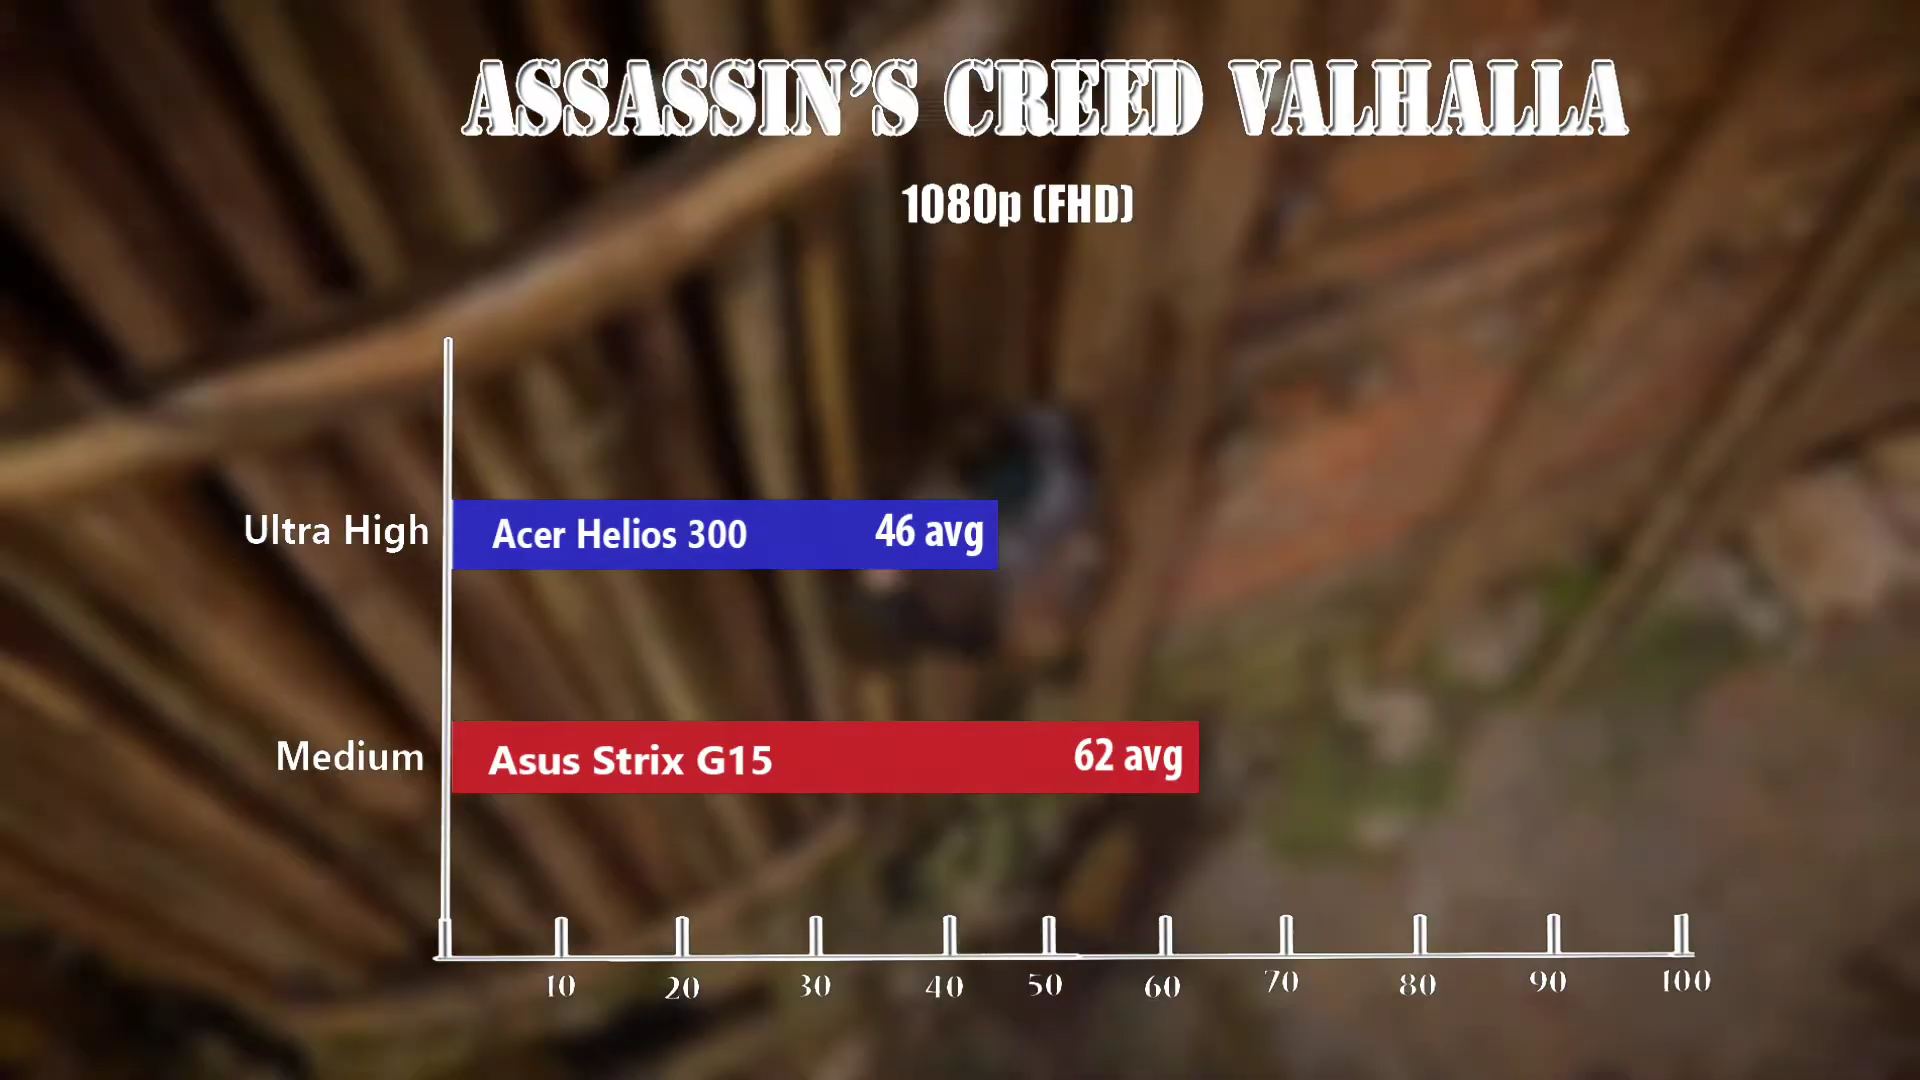 ASSASSIN'S CREED VALHALLA
1080p (FHD)
Ultra High
Acer Helios 300
46 avg
Medium
Asus Strix G15
62 avg
10 20 30 40 50 60 70 80 90 100